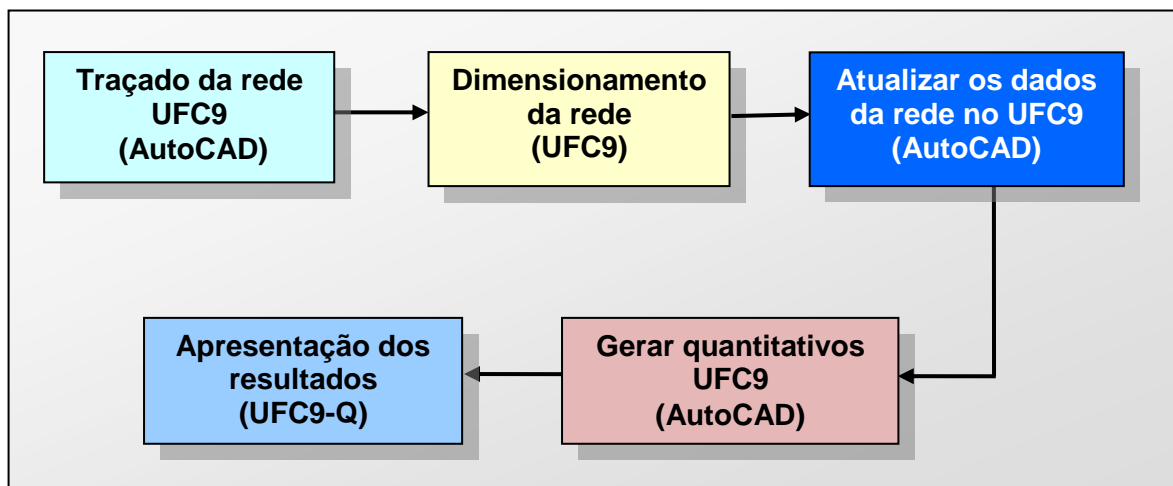 Traçado da rede
UFC9
(AutoCAD)
Dimensionamento
da rede
(UFC9)
Atualizar os dados
da rede no UFC9
(AutoCAD)
Gerar quantitativos
UFC9
(AutoCAD)
Apresentação dos
resultados
(UFC9-Q)